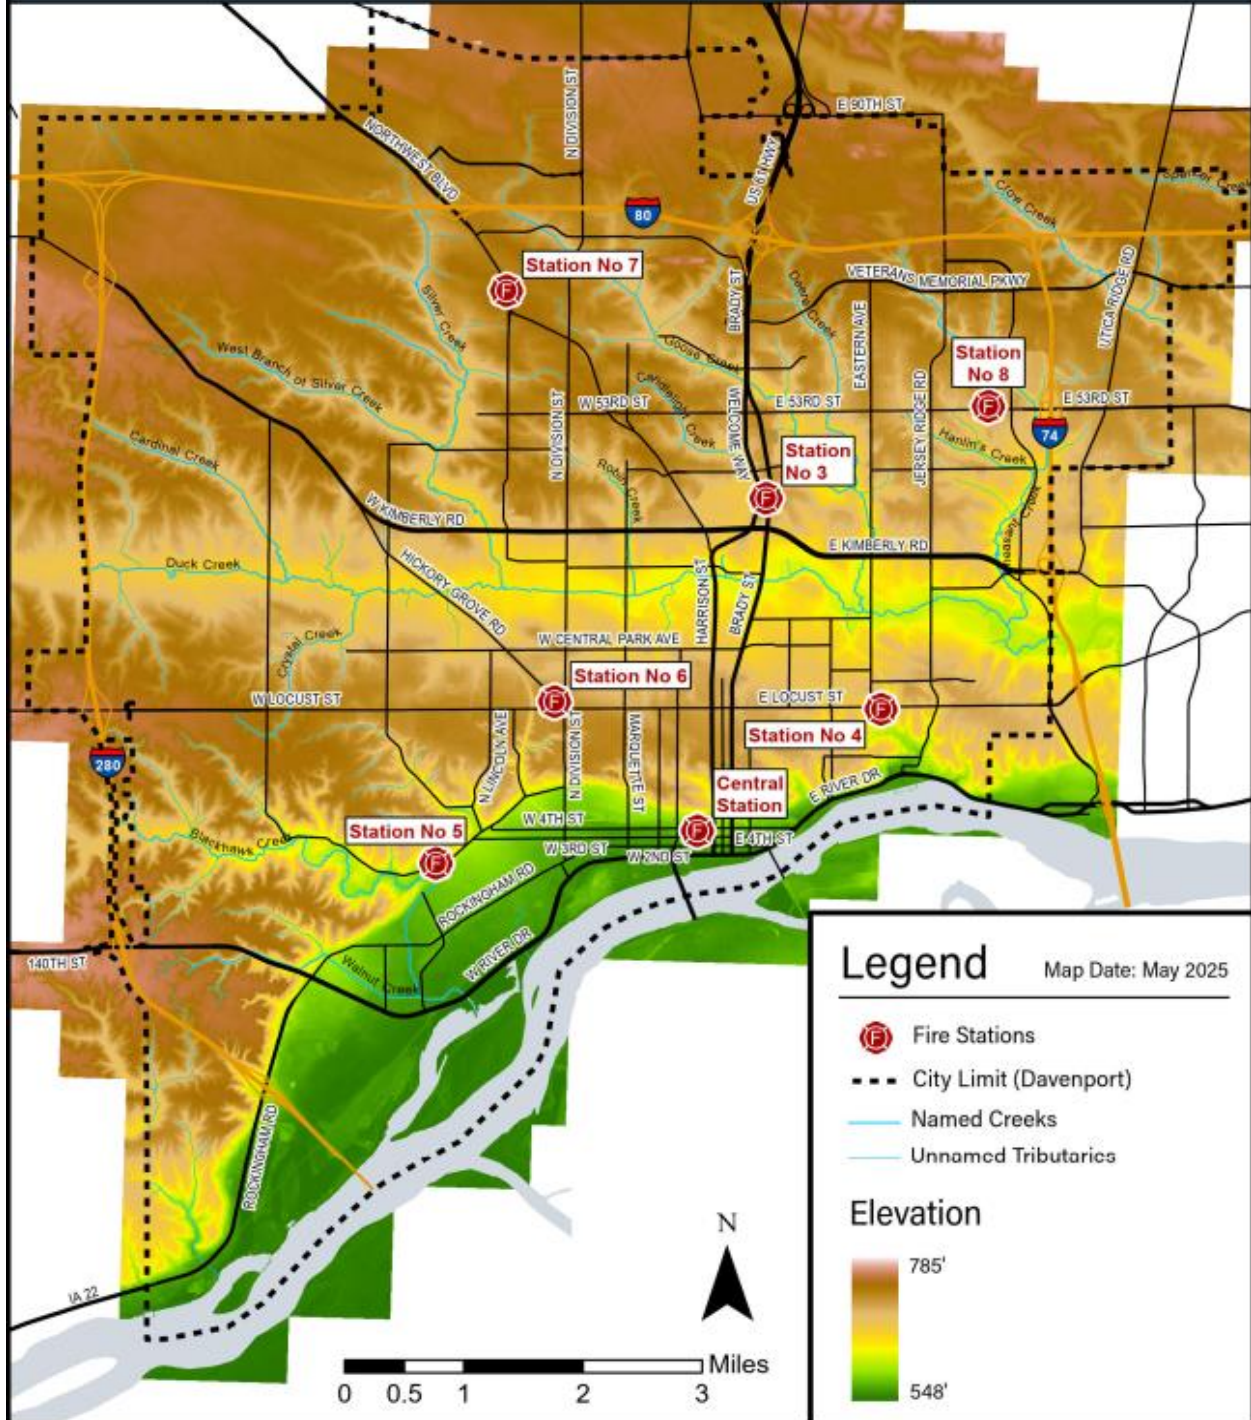 E 90TH ST
N DIVISION ST
NORTHWEST BLVD
US 61 HWY
Spencer Creek
Crow Creek
80
Station No 7
VETERANS MEMORIAL PKWY
UTICA RIDGE RD
BRADY ST
Silver Creek
EASTERN AVE
Goose Creek
West Branch of Silver Creek
Station
No 8
Candlelight Creek
JERSEY RIDGE RD
W 53RD ST
WELCOME WAY
E 53RD ST
E 53RD ST
N DIVISION ST
74
Cardinal Creek
Station
No 3
Hanlin's Creek
Robin Creek
W KIMBERLY RD
E KIMBERLY RD
Duck Creek
HICKORY GROVE RD
HARRISON ST
BRADY ST
Crystal Creek
W CENTRAL PARK AVE
Station No 6
W LOCUST ST
E LOCUST ST
Station No 4
N LINCOLN AVE
N DIVISION ST
MARQUETTE ST
280
Central
Station
E RIVER DR
W 4TH ST
Station No 5
Blackhawk Creek
E 4TH ST
W 3RD ST
W 2ND ST
ROCKINGHAM RD
W RIVER DR
140TH ST
Walnut Creek
ROCKINGHAM RD
IA 22
N
Miles
0 0.5 1 2 3
Legend
Map Date: May 2025
Fire Stations
City Limit (Davenport)
Named Creeks
Unnamed Tributaries
Elevation
785'
548'